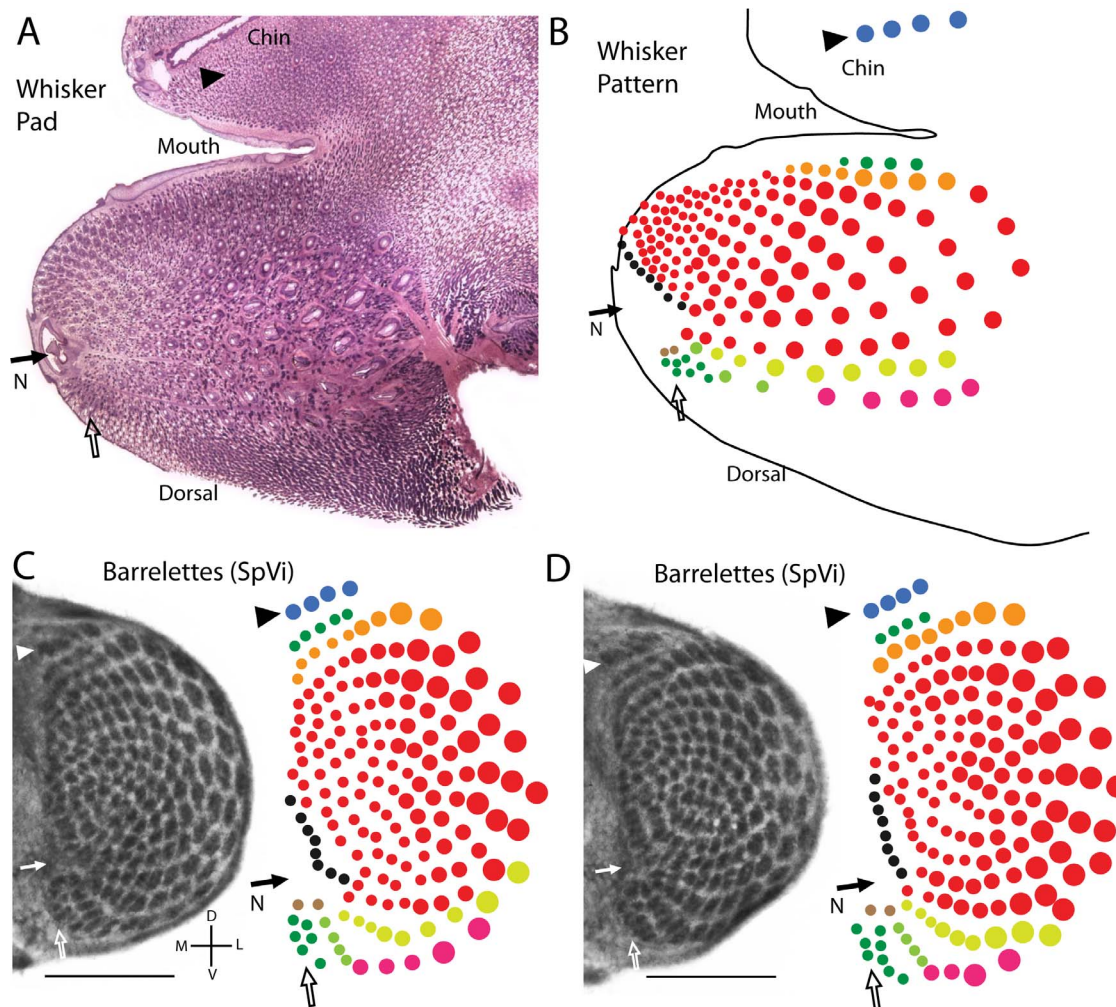 A
Whisker
Pad
Chin
Mouth
N
Dorsal
B
Whisker
Pattern
Chin
Mouth
N
Dorsal
C
Barrelettes (SpVi)
N
D
M
L
V
D
Barrelettes (SpVi)
N